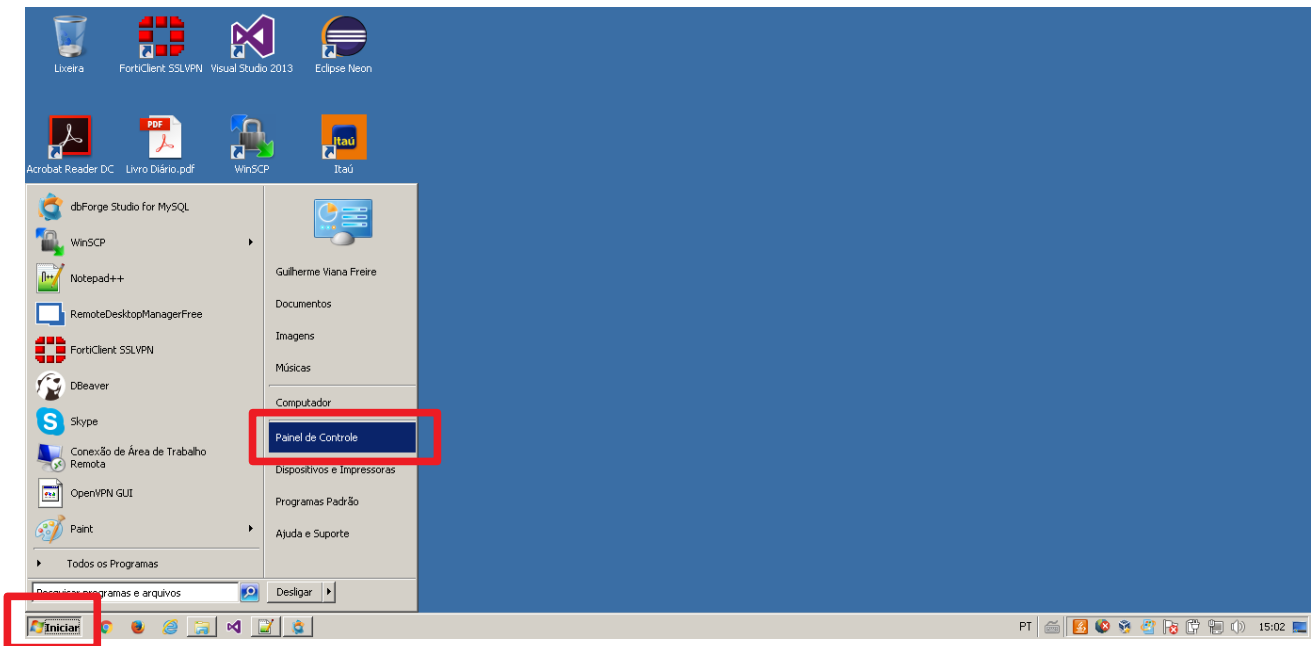 Lixeira
FortiClient SSLVPN
Visual Studio 2013
Eclipse Neon
PDF
Itaú
Acrobat Reader DC
Livro Diário.pdf
WinSCP
Itaú
dbForge Studio for MySQL
WinSCP
Notepad++
RemoteDesktopManagerFree
FortiClient SSLVPN
DBeaver
Skype
Conexão de Área de Trabalho
Remota
OpenVPN GUI
Paint
Todos os Programas
Pesquisar programas e arquivos
Guilherme Viana Freire
Documentos
Imagens
Músicas
Computador
Painel de Controle
Dispositivos e Impressoras
Programas Padrão
Ajuda e Suporte
Desligar
Iniciar
PT
15:02